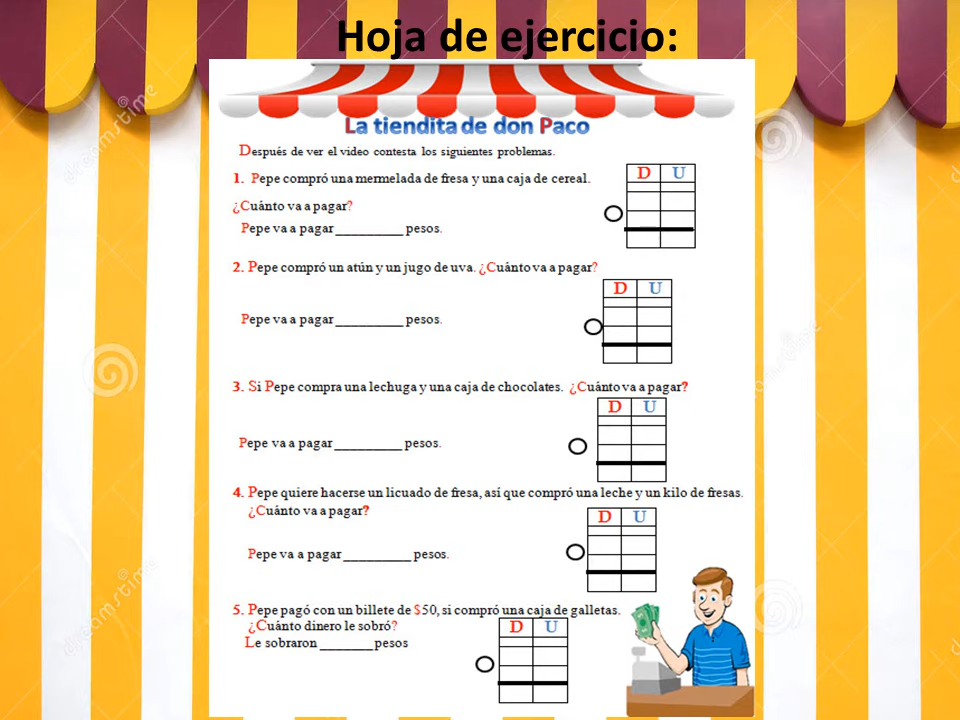 Hoja de ejercicio:
La tiendita de don Paco
Después de ver el video contesta los siguientes problemas.
1. Pepe compró una mermelada de fresa y una caja de cereal.
D U
¿Cuánto va a pagar?
Pepe va a pagar _________ pesos.
2. Pepe compró un atún y un jugo de uva. ¿Cuánto va a pagar?
D U
Pepe va a pagar _________ pesos.
3. Si Pepe compra una lechuga y una caja de chocolates. ¿Cuánto va a pagar?
D U
Pepe va a pagar _________ pesos.
4. Pepe quiere hacerse un licuado de fresa, así que compró una leche y un kilo de fresas.
¿Cuánto va a pagar?
D U
Pepe va a pagar _________ pesos.
5. Pepe pagó con un billete de $50, si compró una caja de galletas.
¿Cuánto dinero le sobró?
D U
Le sobraron _______ pesos
dreamstime
dreamstime